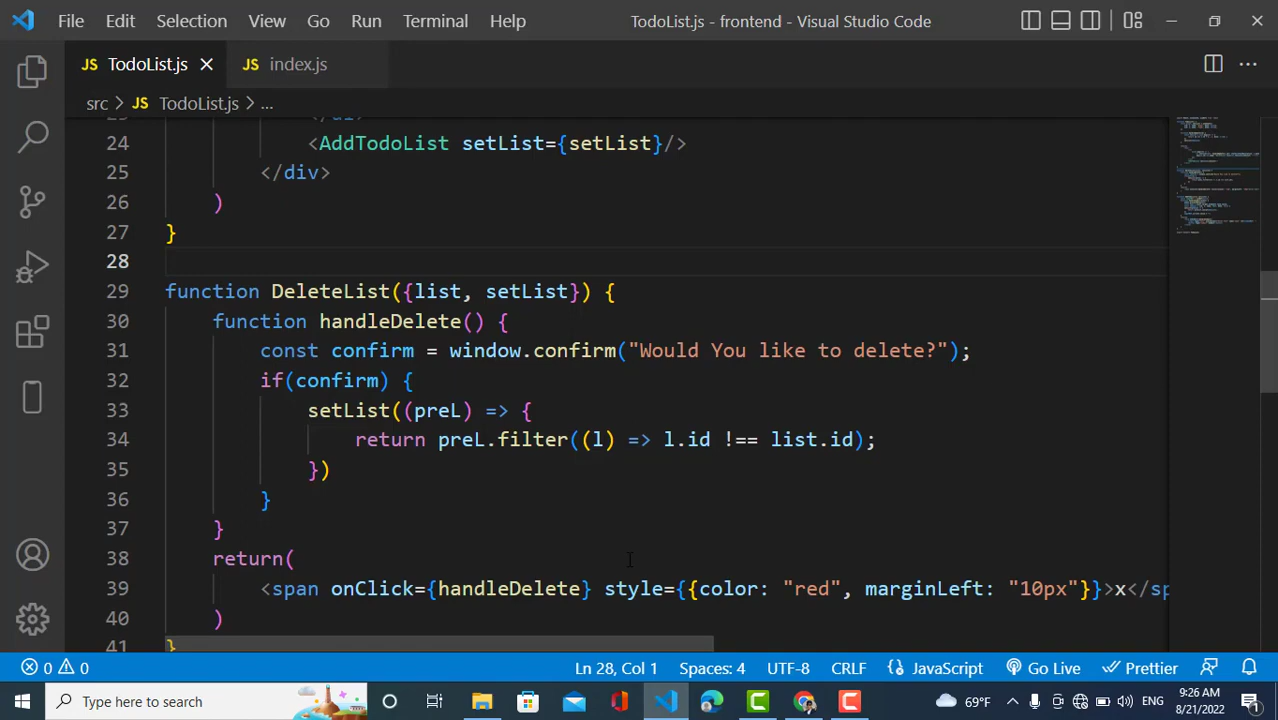 File Edit Selection View Go Run Terminal Help TodoList.js - frontend - Visual Studio Code
JS TodoList.js JS index.js
src > JS TodoList.js > ...
24 <AddTodoList setList={setList}/>
25 </div>
26 )
27 }
28
29 function DeleteList({list, setList}) {
30 function handleDelete() {
31 const confirm = window.confirm("Would You like to delete?");
32 if(confirm) {
33 setList((preL) => {
34 return preL.filter((l) => l.id !== list.id);
35 })
36 }
37 }
38 return(
39 <span onClick={handleDelete} style={{color: "red", marginLeft: "10px"}}>x</sp
40 )
41 }
0 0 Ln 28, Col 1 Spaces: 4 UTF-8 CRLF JavaScript Go Live Prettier
Type here to search 69°F ENG 9:26 AM
8/21/2022 1